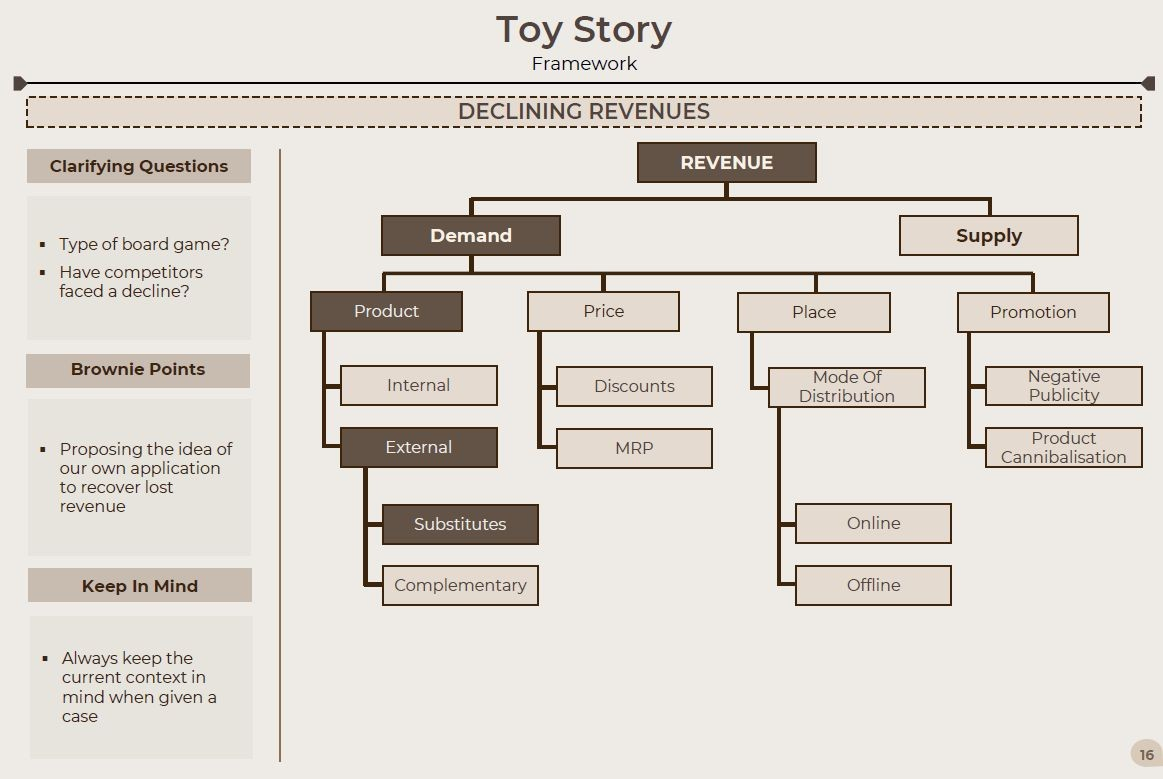 Toy Story
Framework
DECLINING REVENUES
Clarifying Questions
▪ Type of board game?
▪ Have competitors
faced a decline?
Brownie Points
▪ Proposing the idea of
our own application
to recover lost
revenue
Keep In Mind
▪ Always keep the
current context in
mind when given a
case
REVENUE
Demand
Supply
Product
Price
Place
Promotion
Internal
External
Substitutes
Complementary
Discounts
MRP
Mode Of
Distribution
Online
Offline
Negative
Publicity
Product
Cannibalisation
16